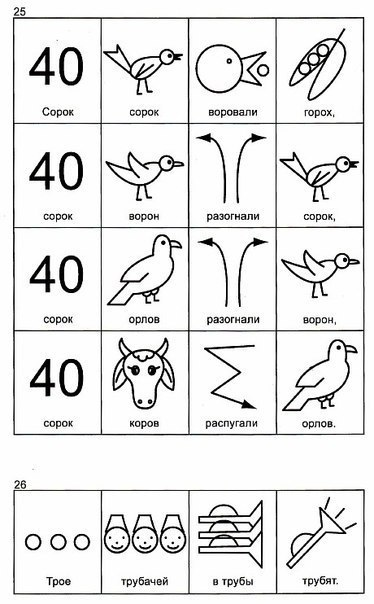 25
40
Сорок сорок воровали горох,
40
сорок ворон разогнали сорок,
40
сорок орлов разогнали ворон,
40
сорок коров распугали орлов.
26
Трое трубачей в трубы трубят.